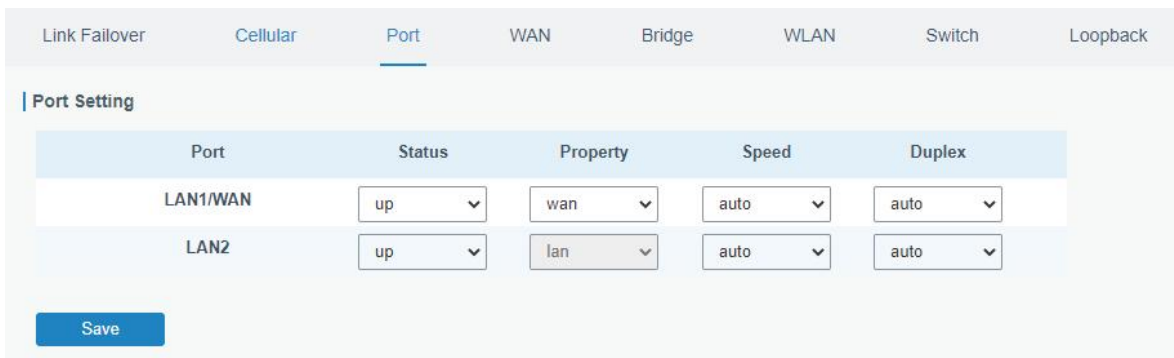 Link Failover Cellular Port WAN Bridge WLAN Switch Loopback
Port Setting
Port Status Property Speed Duplex
LAN1/WAN up wan auto auto
LAN2 up lan auto auto
Save